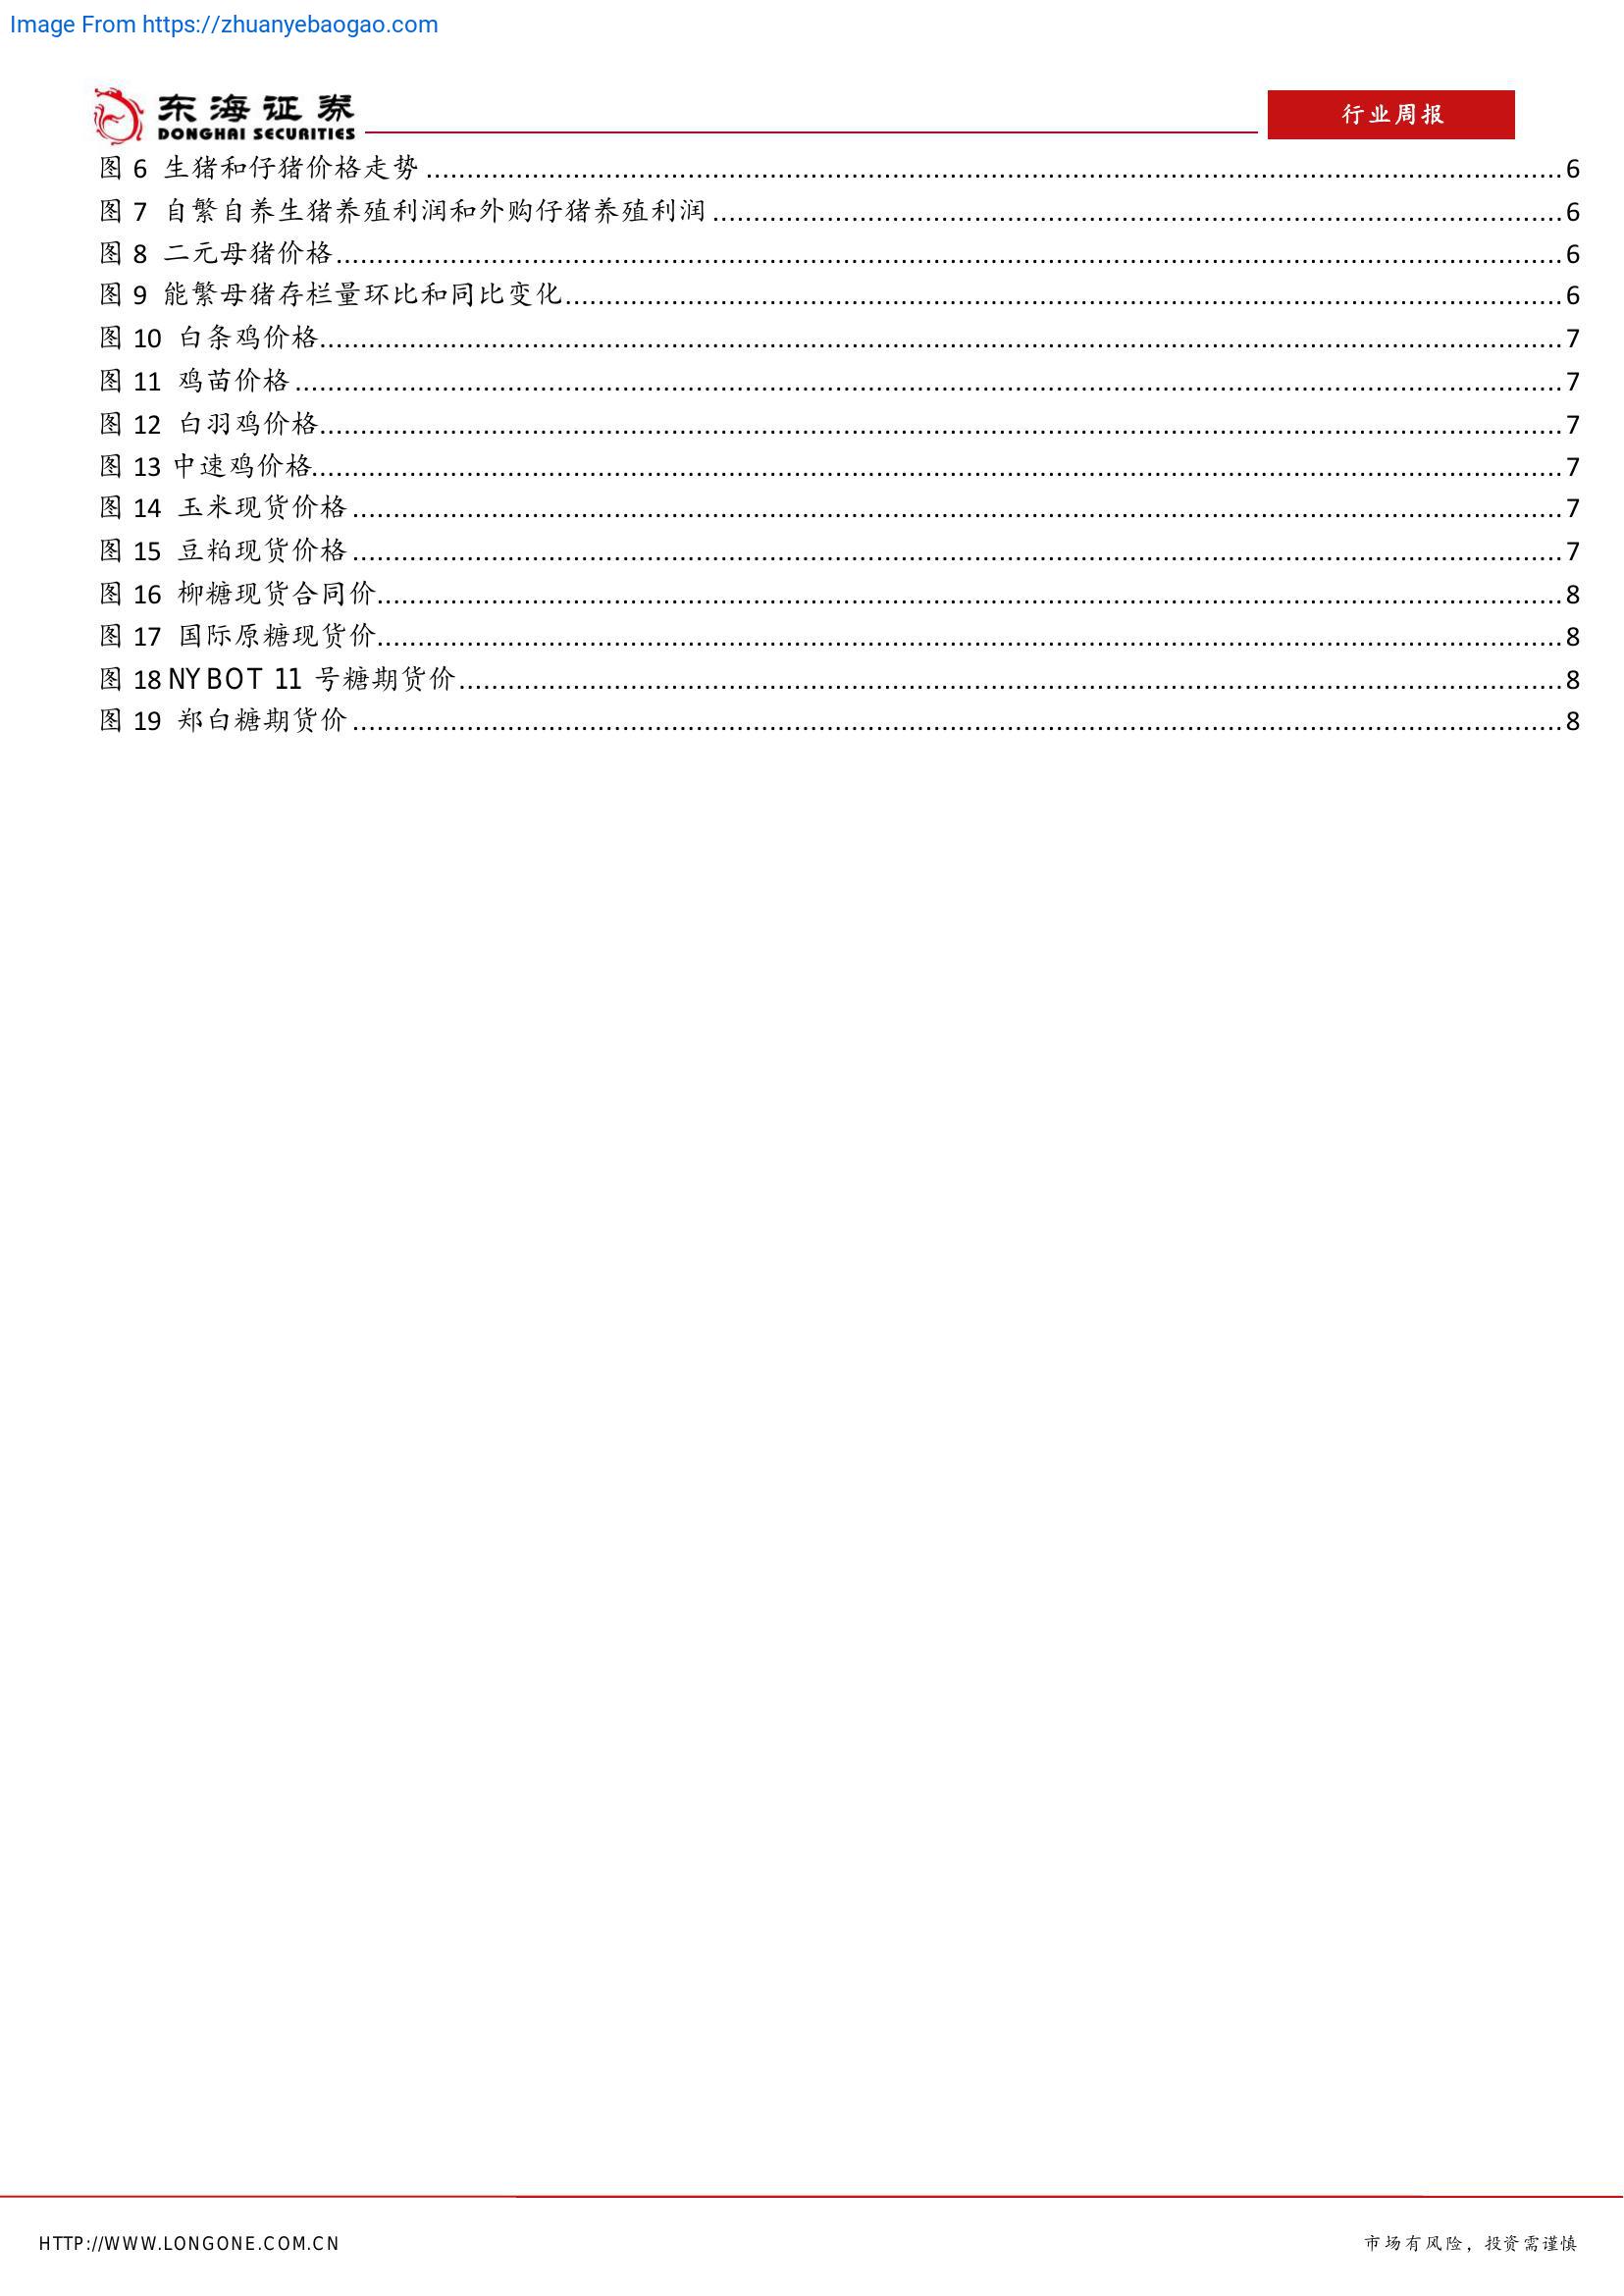 Image From https://zhuanyebaogao.com
东海证券
DONGHAI SECURITIES
行业周报
图 6 生猪和仔猪价格走势 ........ 6
图 7 自繁自养生猪养殖利润和外购仔猪养殖利润 ........ 6
图 8 二元母猪价格 ........ 6
图 9 能繁母猪存栏量环比和同比变化 ........ 6
图 10 白条鸡价格 ........ 7
图 11 鸡苗价格 ........ 7
图 12 白羽鸡价格 ........ 7
图 13 中速鸡价格 ........ 7
图 14 玉米现货价格 ........ 7
图 15 豆粕现货价格 ........ 7
图 16 柳糖现货合同价 ........ 8
图 17 国际原糖现货价 ........ 8
图 18 NYBOT 11 号糖期货价 ........ 8
图 19 郑白糖期货价 ........ 8
HTTP://WWW.LONGONE.COM.CN
市场有风险，投资需谨慎